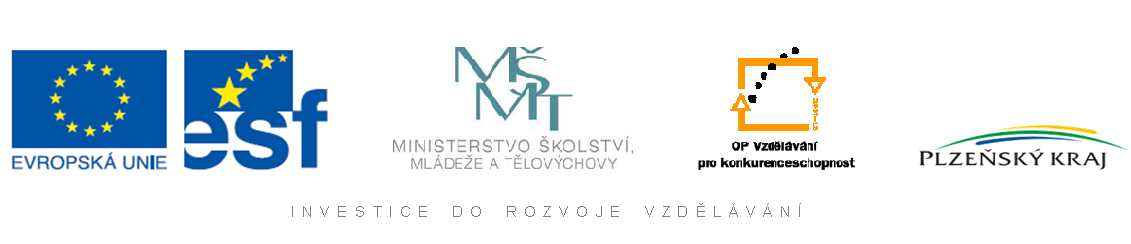 EVROPSKÁ UNIE
esf
MŠMT
MINISTERSTVO ŠKOLSTVÍ,
MLÁDEŽE A TĚLOVÝCHOVY
OP Vzdělávání
pro konkurenceschopnost
PLZEŇSKÝ KRAJ
INVESTICE DO ROZVOJE VZDĚLÁVÁNÍ